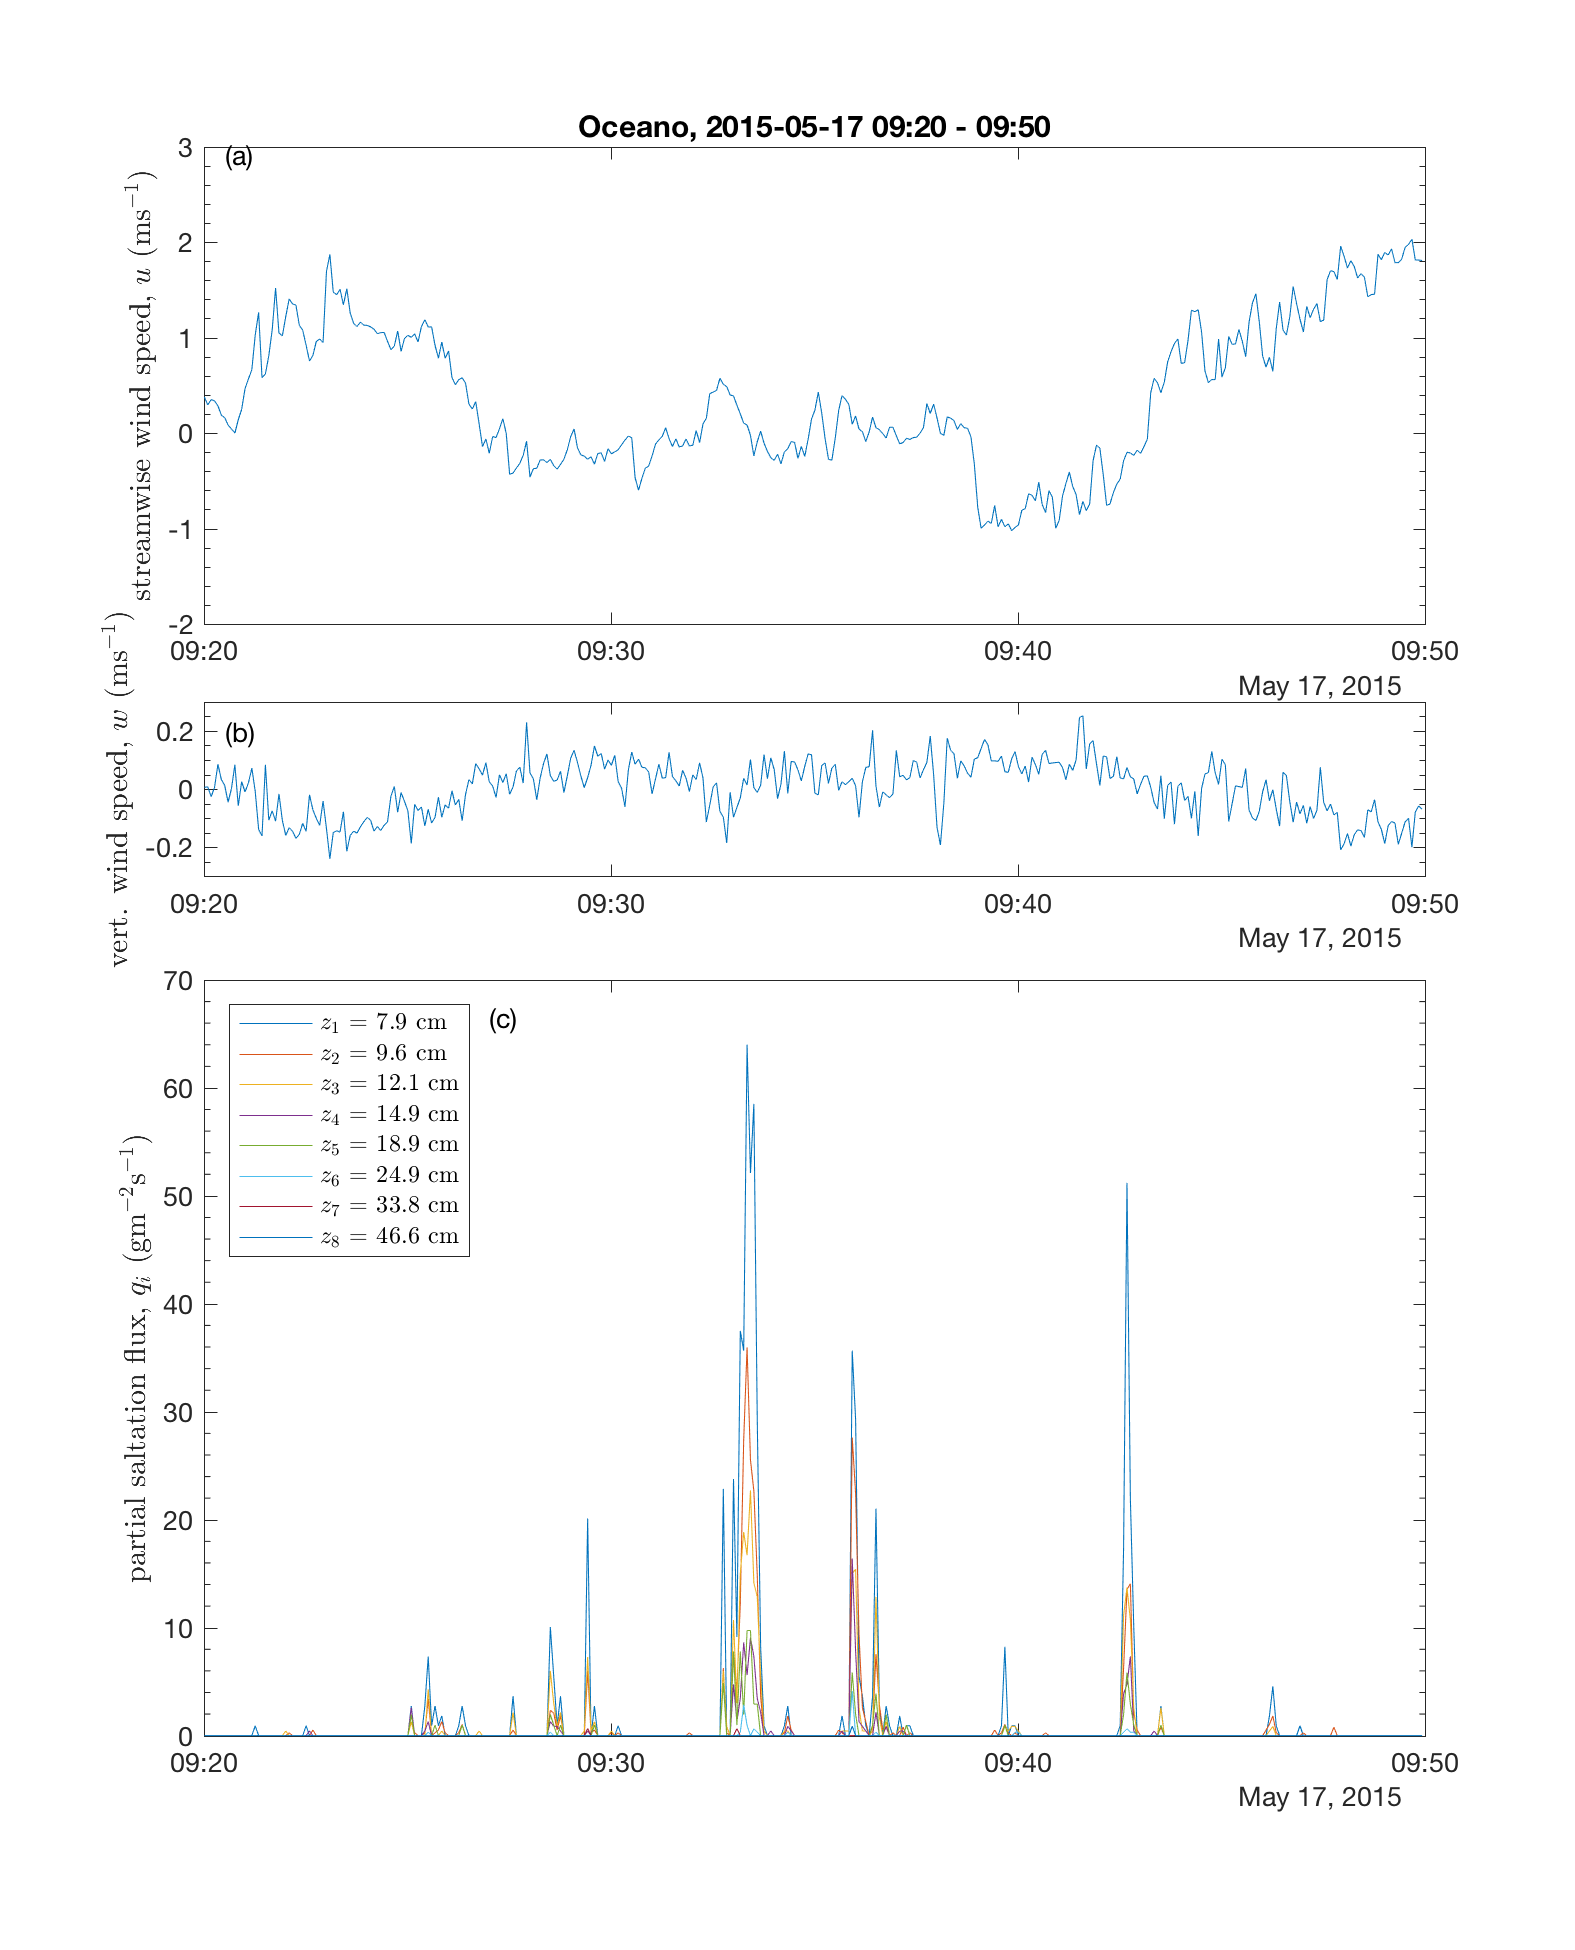 Oceano, 2015-05-17 09:20 - 09:50
(a)
streamwise wind speed, u (ms⁻¹)
3
2
1
0
-1
-2
09:20 09:30 09:40 09:50
May 17, 2015
(b)
vert. wind speed, w (ms⁻¹)
0.2
0
-0.2
09:20 09:30 09:40 09:50
May 17, 2015
(c)
partial saltation flux, qᵢ (gm⁻²s⁻¹)
70
60
50
40
30
20
10
0
z₁ = 7.9 cm
z₂ = 9.6 cm
z₃ = 12.1 cm
z₄ = 14.9 cm
z₅ = 18.9 cm
z₆ = 24.9 cm
z₇ = 33.8 cm
z₈ = 46.6 cm
09:20 09:30 09:40 09:50
May 17, 2015